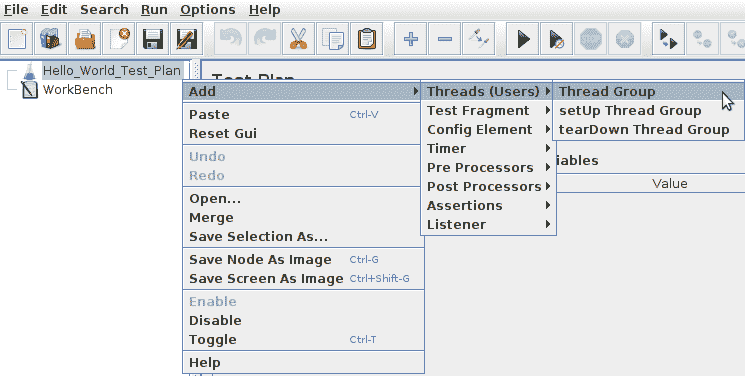 File Edit Search Run Options Help
Hello_World_Test_Plan
WorkBench
Add
Paste Ctrl-V
Reset Gui
Undo
Redo
Open...
Merge
Save Selection As...
Save Node As Image Ctrl-G
Save Screen As Image Ctrl+Shift-G
Enable
Disable
Toggle Ctrl-T
Help
Threads (Users)
Test Fragment
Config Element
Timer
Pre Processors
Post Processors
Assertions
Listener
Thread Group
setUp Thread Group
tearDown Thread Group
iables
Value